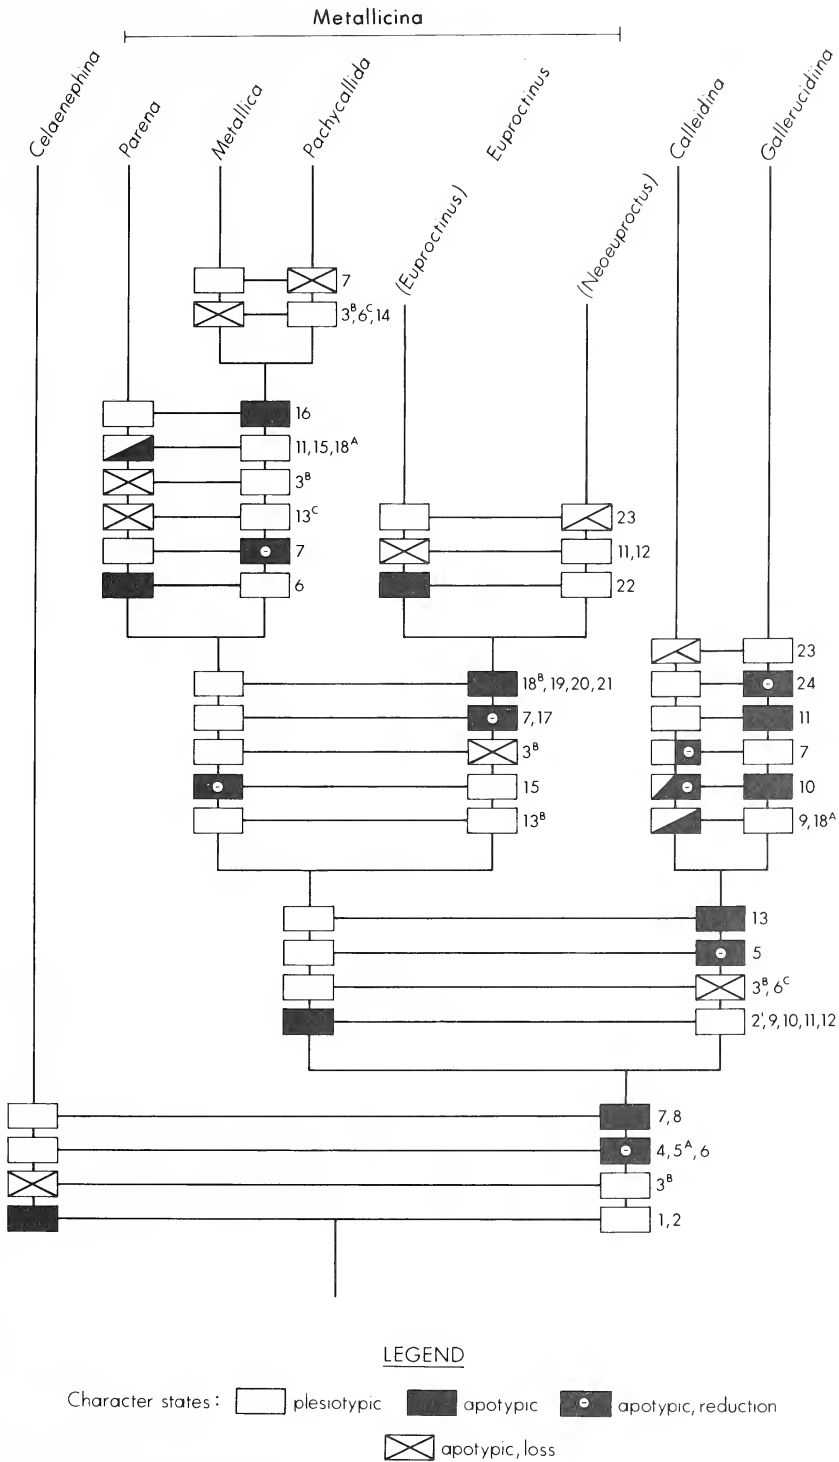 Metallicina
Celaenephina
Parena
Metallica
Pachycallida
Euproctinus
Calleidina
Gallerucidiina
(Euproctinus)
(Neoeuproctus)
7
3ᴮ,6ᶜ,14
16
11,15,18ᴬ
3ᴮ
13ᶜ
7
6
23
11,12
22
18ᴮ,19,20,21
7,17
3ᴮ
15
13ᴮ
23
24
11
7
10
9,18ᴬ
13
5
3ᴮ,6ᶜ
2',9,10,11,12
7,8
4,5ᴬ,6
3ᴮ
1,2
LEGEND
Character states: plesiotypic apotypic apotypic, reduction
apotypic, loss